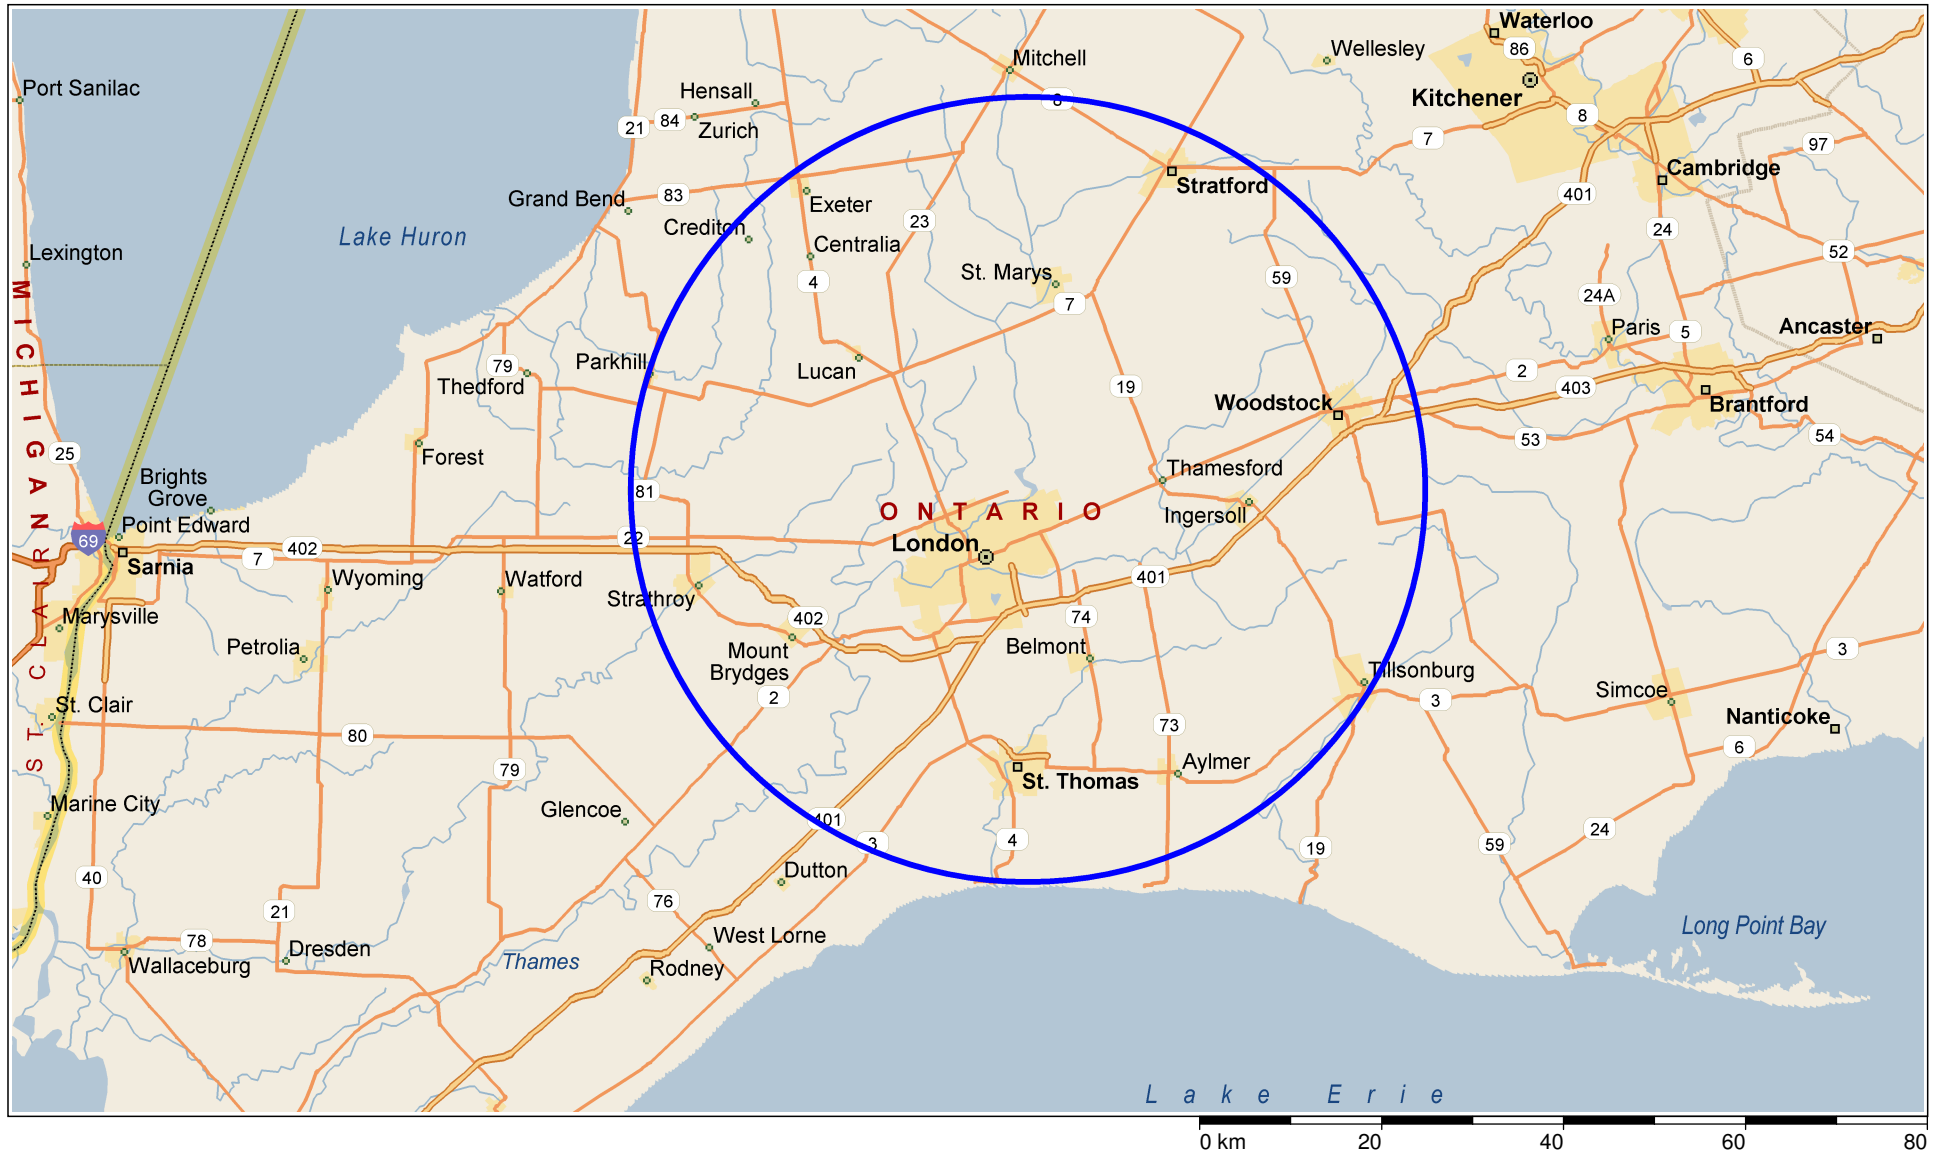 Waterloo
86
Mitchell
Wellesley
6
Port Sanilac
Hensall
Kitchener
8
8
21
84
Zurich
7
97
Cambridge
Stratford
401
Grand Bend
83
Exeter
23
Crediton
24
Lake Huron
Centralia
Lexington
52
St. Marys
59
4
24A
7
MICHIGAN
Paris
5
Ancaster
79
Parkhill
Lucan
2
Thedford
19
403
Woodstock
Brantford
53
54
25
Forest
Thamesford
Brights
Grove
81
ONTARIO
Ingersoll
Point Edward
69
22
London
402
7
Sarnia
401
Wyoming
Watford
Strathroy
Marysville
402
74
Petrolia
Mount
Brydges
Belmont
3
ST. CLAIR
Tillsonburg
2
3
Simcoe
St. Clair
Nanticoke
80
73
6
79
Aylmer
St. Thomas
Marine City
Glencoe
401
3
4
19
59
24
Dutton
40
76
21
Long Point Bay
78
West Lorne
Dresden
Thames
Wallaceburg
Rodney
Lake Erie
0 km
20
40
60
80